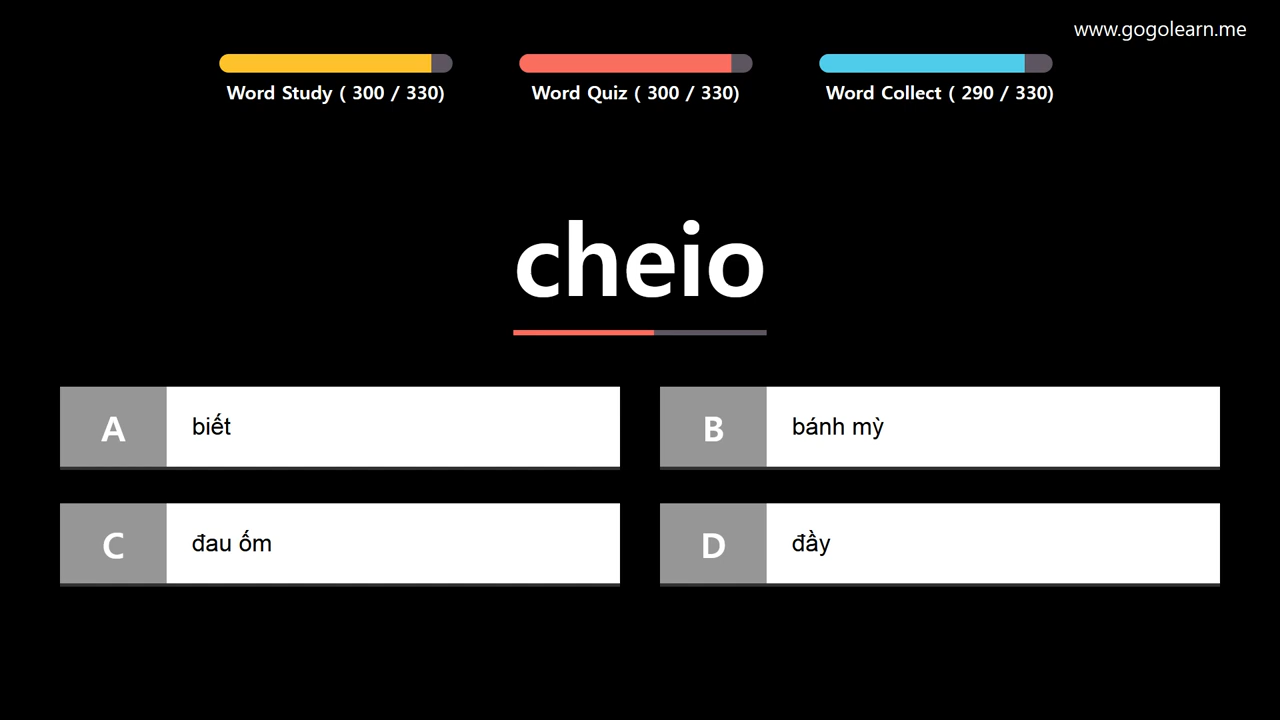 www.gogolearn.me
Word Study ( 300 / 330)
Word Quiz ( 300 / 330)
Word Collect ( 290 / 330)
cheio
A
biết
B
bánh mỳ
C
đau ốm
D
đầy